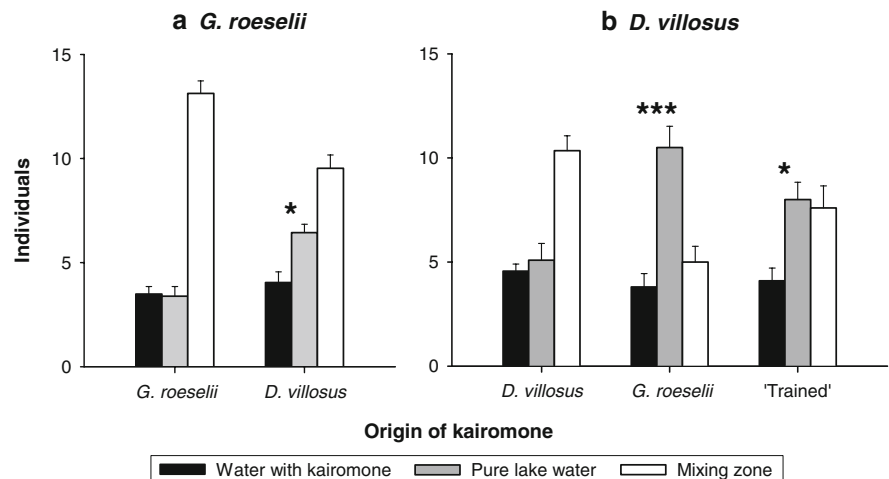 a G. roeselii
b D. villosus
Individuals
15
10
5
0
*
G. roeselii D. villosus
15
10
5
0
***
*
D. villosus G. roeselii 'Trained'
Origin of kairomone
Water with kairomone Pure lake water Mixing zone